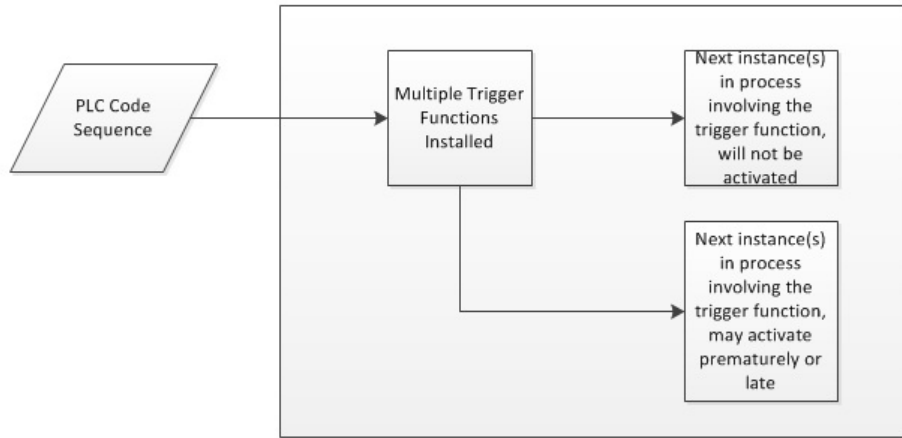 PLC Code
Sequence
Multiple Trigger
Functions
Installed
Next instance(s)
in process
involving the
trigger function,
will not be
activated
Next instance(s)
in process
involving the
trigger function,
may activate
prematurely or
late